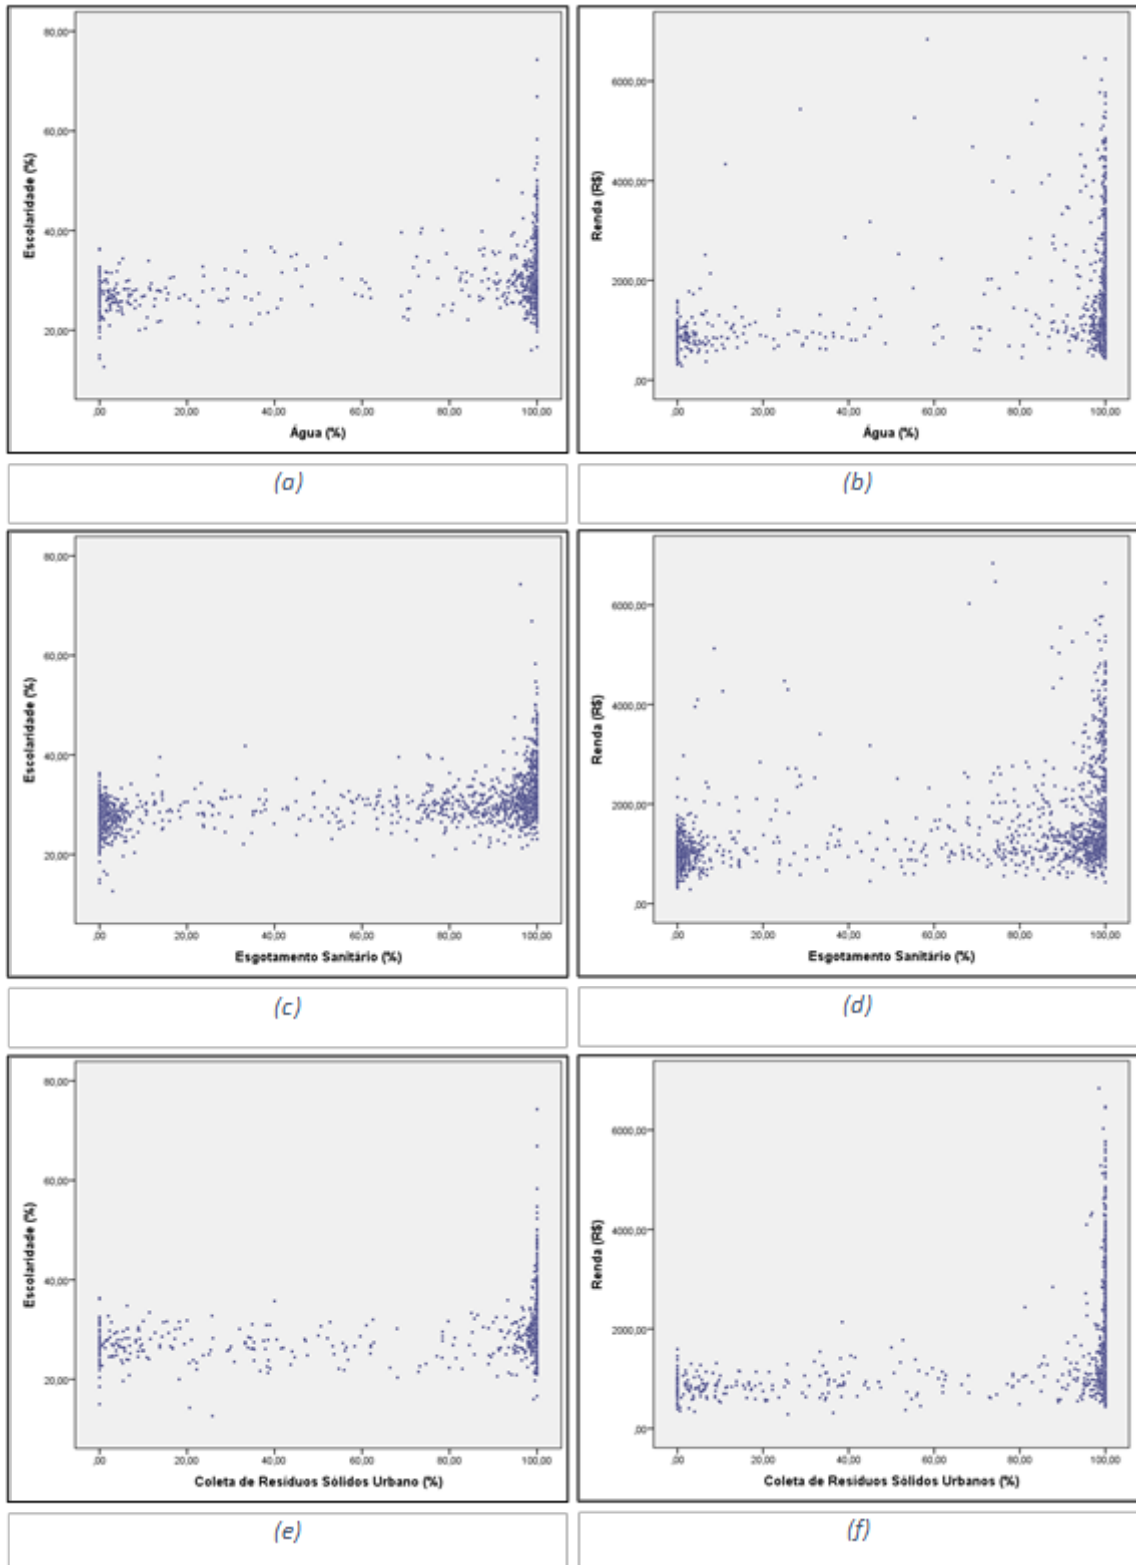 80,00
60,00
40,00
20,00
Escolaridade (%)
,00 20,00 40,00 60,00 80,00 100,00
Água (%)
(a)
6000,00
4000,00
2000,00
,00
Renda (R$)
,00 20,00 40,00 60,00 80,00 100,00
Água (%)
(b)
80,00
60,00
40,00
20,00
Escolaridade (%)
,00 20,00 40,00 60,00 80,00 100,00
Esgotamento Sanitário (%)
(c)
6000,00
4000,00
2000,00
,00
Renda (R$)
,00 20,00 40,00 60,00 80,00 100,00
Esgotamento Sanitário (%)
(d)
80,00
60,00
40,00
20,00
Escolaridade (%)
,00 20,00 40,00 60,00 80,00 100,00
Coleta de Resíduos Sólidos Urbano (%)
(e)
6000,00
4000,00
2000,00
,00
Renda (R$)
,00 20,00 40,00 60,00 80,00 100,00
Coleta de Resíduos Sólidos Urbanos (%)
(f)